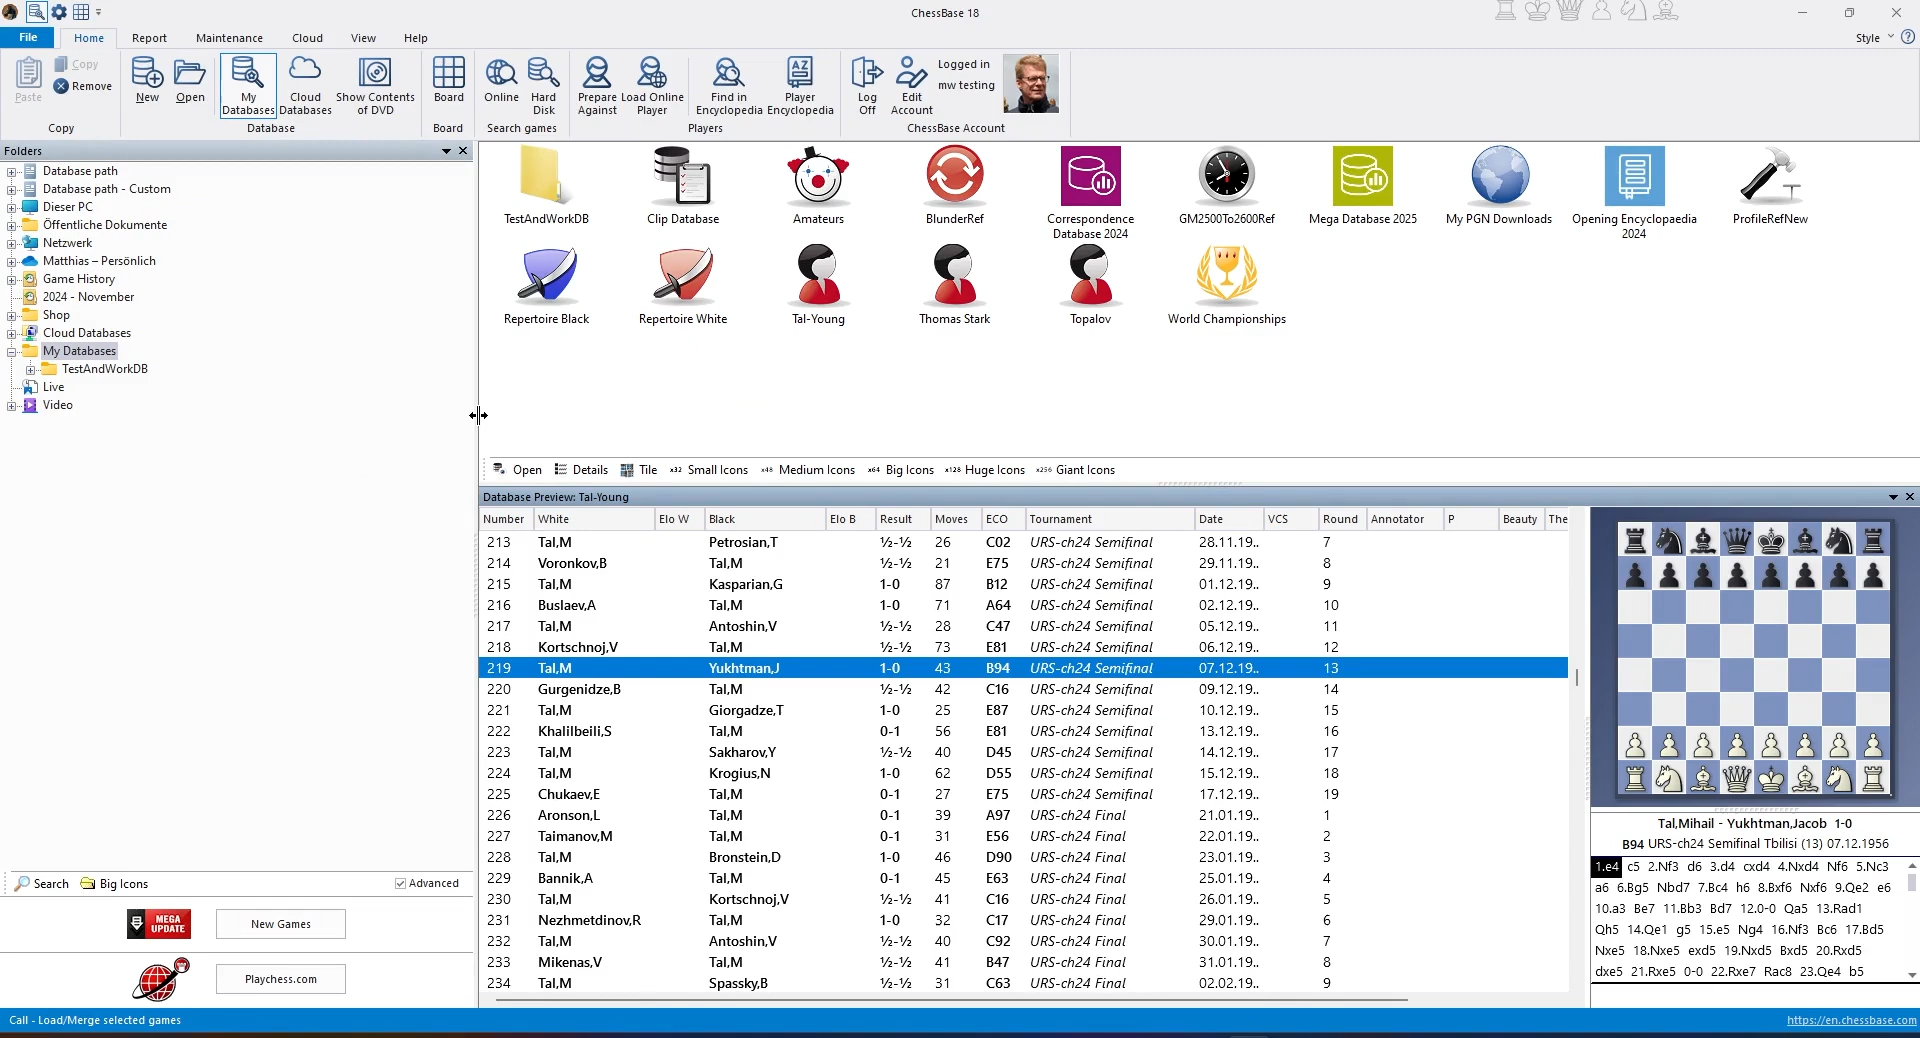 ChessBase 18
File Home Report Maintenance Cloud View Help Style
Paste Copy Remove
New Open My Databases Cloud Databases Show Contents of DVD Board Online Hard Disk Prepare Against Load Online Player Find in Encyclopedia Player Encyclopedia Log Off Edit Account Logged in mw testing
Copy Database Board Search games Players ChessBase Account
Folders
Database path
Database path - Custom
Dieser PC
Öffentliche Dokumente
Netzwerk
Matthias – Persönlich
Game History
2024 - November
Shop
Cloud Databases
My Databases
TestAndWorkDB
Live
Video
Search Big Icons Advanced
MEGA UPDATE New Games
Playchess.com
TestAndWorkDB Clip Database Amateurs BlunderRef Correspondence Database 2024 GM2500To2600Ref Mega Database 2025 My PGN Downloads Opening Encyclopaedia 2024 ProfileRefNew
Repertoire Black Repertoire White Tal-Young Thomas Stark Topalov World Championships
Open Details Tile x32 Small Icons x48 Medium Icons x64 Big Icons x128 Huge Icons x256 Giant Icons
Database Preview: Tal-Young
Number White Elo W Black Elo B Result Moves ECO Tournament Date VCS Round Annotator P Beauty The
213 Tal,M Petrosian,T ½-½ 26 C02 URS-ch24 Semifinal 28.11.19.. 7
214 Voronkov,B Tal,M ½-½ 21 E75 URS-ch24 Semifinal 29.11.19.. 8
215 Tal,M Kasparian,G 1-0 87 B12 URS-ch24 Semifinal 01.12.19.. 9
216 Buslaev,A Tal,M 1-0 71 A64 URS-ch24 Semifinal 02.12.19.. 10
217 Tal,M Antoshin,V ½-½ 28 C47 URS-ch24 Semifinal 05.12.19.. 11
218 Kortschnoj,V Tal,M ½-½ 73 E81 URS-ch24 Semifinal 06.12.19.. 12
219 Tal,M Yukhtman,J 1-0 43 B94 URS-ch24 Semifinal 07.12.19.. 13
220 Gurgenidze,B Tal,M ½-½ 42 C16 URS-ch24 Semifinal 09.12.19.. 14
221 Tal,M Giorgadze,T 1-0 25 E87 URS-ch24 Semifinal 10.12.19.. 15
222 Khalilbeili,S Tal,M 0-1 56 E81 URS-ch24 Semifinal 13.12.19.. 16
223 Tal,M Sakharov,Y ½-½ 40 D45 URS-ch24 Semifinal 14.12.19.. 17
224 Tal,M Krogius,N 1-0 62 D55 URS-ch24 Semifinal 15.12.19.. 18
225 Chukaev,E Tal,M 0-1 27 E75 URS-ch24 Semifinal 17.12.19.. 19
226 Aronson,L Tal,M 0-1 39 A97 URS-ch24 Final 21.01.19.. 1
227 Taimanov,M Tal,M 0-1 31 E56 URS-ch24 Final 22.01.19.. 2
228 Tal,M Bronstein,D 1-0 46 D90 URS-ch24 Final 23.01.19.. 3
229 Bannik,A Tal,M 0-1 45 E63 URS-ch24 Final 25.01.19.. 4
230 Tal,M Kortschnoj,V ½-½ 41 C16 URS-ch24 Final 26.01.19.. 5
231 Nezhmetdinov,R Tal,M 1-0 32 C17 URS-ch24 Final 29.01.19.. 6
232 Tal,M Antoshin,V ½-½ 40 C92 URS-ch24 Final 30.01.19.. 7
233 Mikenas,V Tal,M ½-½ 41 B47 URS-ch24 Final 31.01.19.. 8
234 Tal,M Spassky,B ½-½ 31 C63 URS-ch24 Final 02.02.19.. 9
Tal,Mihail - Yukhtman,Jacob 1-0
B94 URS-ch24 Semifinal Tbilisi (13) 07.12.1956
1.e4 c5 2.Nf3 d6 3.d4 cxd4 4.Nxd4 Nf6 5.Nc3
a6 6.Bg5 Nbd7 7.Bc4 h6 8.Bxf6 Nxf6 9.Qe2 e6
10.a3 Be7 11.Bb3 Bd7 12.0-0 Qa5 13.Rad1
Qh5 14.Qe1 g5 15.e5 Ng4 16.Nf3 Bc6 17.Bd5
Nxe5 18.Nxe5 exd5 19.Nxd5 Bxd5 20.Rxd5
dxe5 21.Rxe5 0-0 22.Rxe7 Rac8 23.Qe4 b5
Call - Load/Merge selected games https://en.chessbase.com